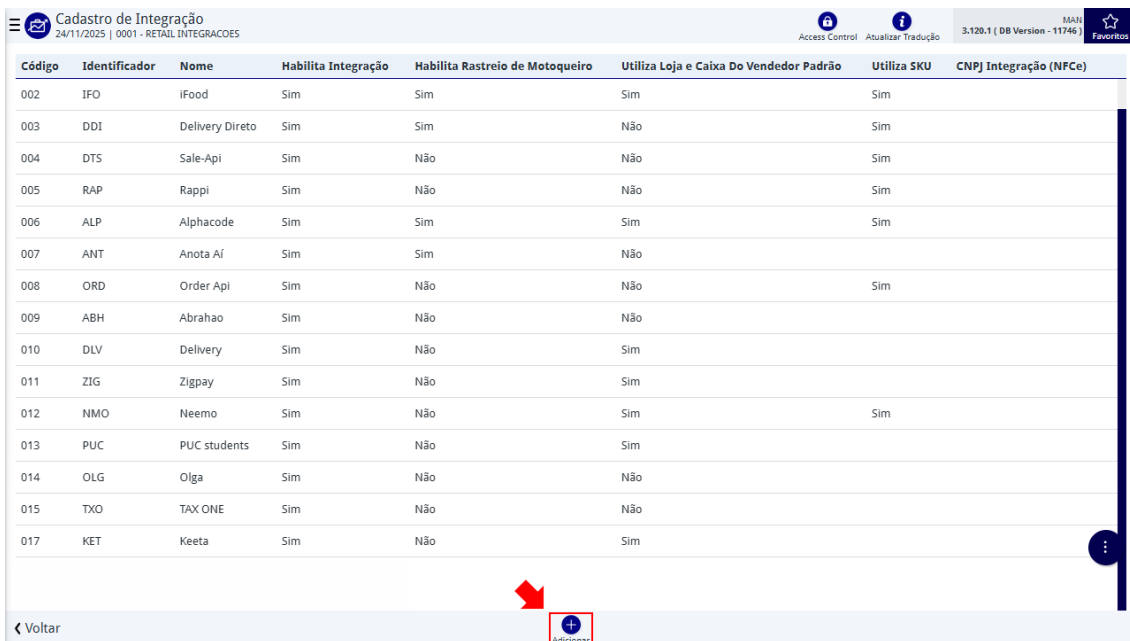 Cadastro de Integração
24/11/2025 | 0001 - RETAIL INTEGRACOES
Access Control
Atualizar Tradução
MAN
3.120.1 ( DB Version - 11746 )
Favoritos
Código Identificador Nome Habilita Integração Habilita Rastreio de Motoqueiro Utiliza Loja e Caixa Do Vendedor Padrão Utiliza SKU CNPJ Integração (NFCe)
002 IFO iFood Sim Sim Sim Sim
003 DDI Delivery Direto Sim Sim Não Sim
004 DTS Sale-Api Sim Não Não Sim
005 RAP Rappi Sim Não Não Sim
006 ALP Alphacode Sim Sim Sim Sim
007 ANT Anota Aí Sim Sim Não
008 ORD Order Api Sim Não Não Sim
009 ABH Abrahao Sim Não Não
010 DLV Delivery Sim Não Sim
011 ZIG Zigpay Sim Não Sim
012 NMO Neemo Sim Não Sim Sim
013 PUC PUC students Sim Não Sim
014 OLG Olga Sim Não Não
015 TXO TAX ONE Sim Não Não
017 KET Keeta Sim Não Sim
Voltar
Adicionar